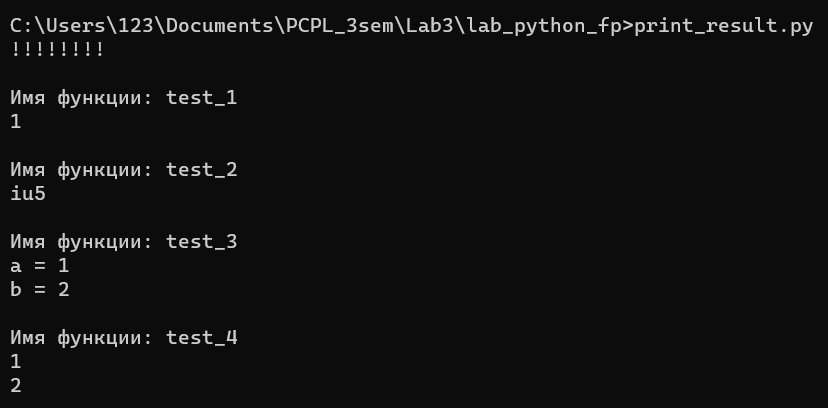 C:\Users\123\Documents\PCPL_3sem\Lab3\lab_python_fp>print_result.py
!!!!!!!!
Имя функции: test_1
1
Имя функции: test_2
iu5
Имя функции: test_3
a = 1
b = 2
Имя функции: test_4
1
2